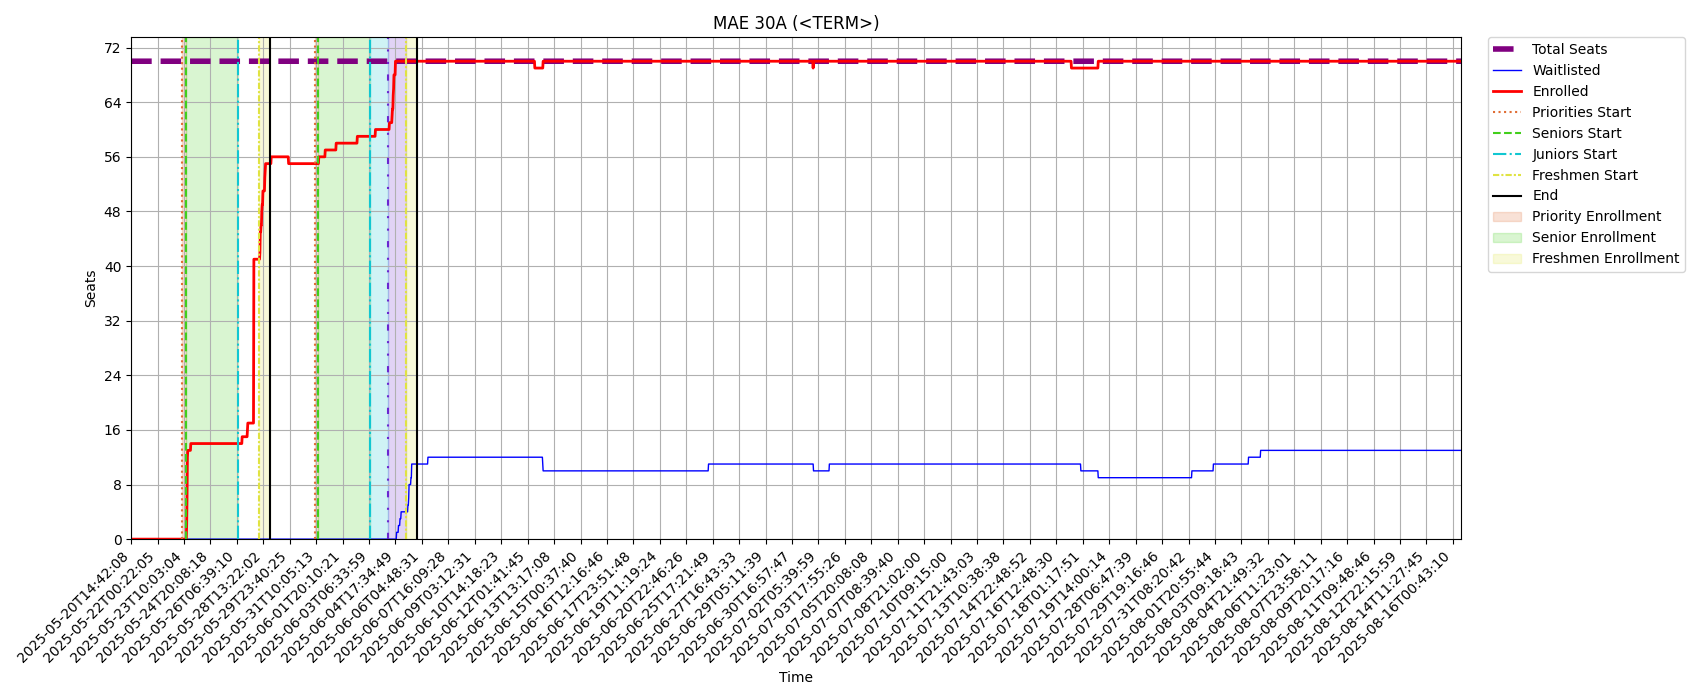 MAE 30A (<TERM>)
72
64
56
48
40
32
24
16
8
0
Seats
2025-05-20T14:42:08
2025-05-22T00:22:05
2025-05-23T10:03:04
2025-05-24T20:08:18
2025-05-26T06:39:10
2025-05-28T13:22:02
2025-05-29T23:40:25
2025-05-31T10:05:13
2025-06-01T20:10:21
2025-06-03T06:33:59
2025-06-04T17:34:49
2025-06-06T04:48:31
2025-06-07T16:09:28
2025-06-09T03:12:31
2025-06-10T14:18:23
2025-06-12T01:41:45
2025-06-13T13:17:08
2025-06-15T00:37:40
2025-06-16T12:16:46
2025-06-17T23:51:48
2025-06-19T11:19:24
2025-06-20T22:46:26
2025-06-25T17:21:49
2025-06-27T16:43:33
2025-06-29T05:11:39
2025-06-30T16:57:47
2025-07-02T05:39:59
2025-07-03T17:55:26
2025-07-05T20:08:08
2025-07-07T08:39:40
2025-07-08T21:02:00
2025-07-10T09:15:00
2025-07-11T21:43:03
2025-07-13T10:38:38
2025-07-14T22:48:52
2025-07-16T12:48:30
2025-07-18T01:17:51
2025-07-19T14:00:14
2025-07-28T06:47:39
2025-07-29T19:16:46
2025-07-31T08:20:42
2025-08-01T20:55:44
2025-08-03T09:18:43
2025-08-04T21:49:32
2025-08-06T11:23:01
2025-08-07T23:58:11
2025-08-09T20:17:16
2025-08-11T09:48:46
2025-08-12T22:15:59
2025-08-14T11:27:45
2025-08-16T00:43:10
Time
Total Seats
Waitlisted
Enrolled
Priorities Start
Seniors Start
Juniors Start
Freshmen Start
End
Priority Enrollment
Senior Enrollment
Freshmen Enrollment